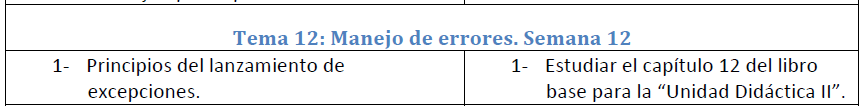 Tema 12: Manejo de errores. Semana 12
1- Principios del lanzamiento de
excepciones.
1- Estudiar el capítulo 12 del libro
base para la “Unidad Didáctica II”.